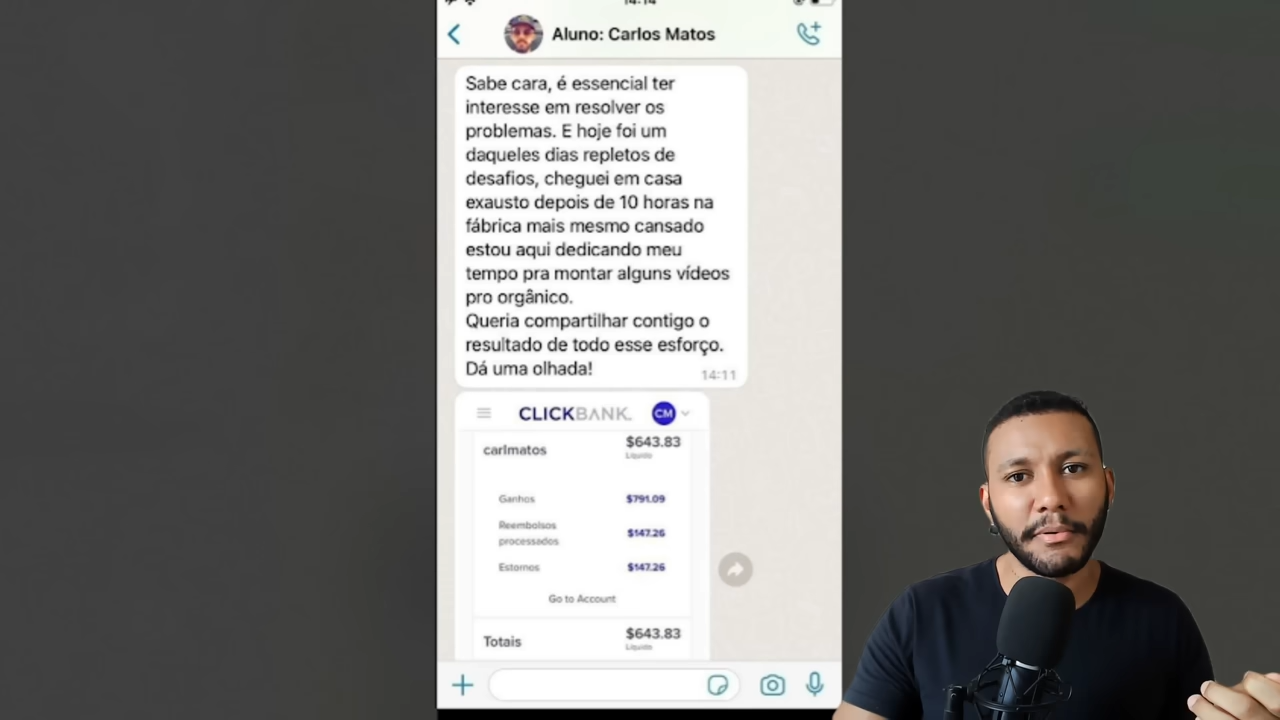 Aluno: Carlos Matos
Sabe cara, é essencial ter
interesse em resolver os
problemas. E hoje foi um
daqueles dias repletos de
desafios, cheguei em casa
exausto depois de 10 horas na
fábrica mais mesmo cansado
estou aqui dedicando meu
tempo pra montar alguns vídeos
pro orgânico.
Queria compartilhar contigo o
resultado de todo esse esforço.
Dá uma olhada!
14:11
CLICKBANK.
CM
carlmatos
$643.83
Líquido
Ganhos
$791.09
Reembolsos
processados
$147.26
Estornos
$147.26
Go to Account
Totais
$643.83
Líquido